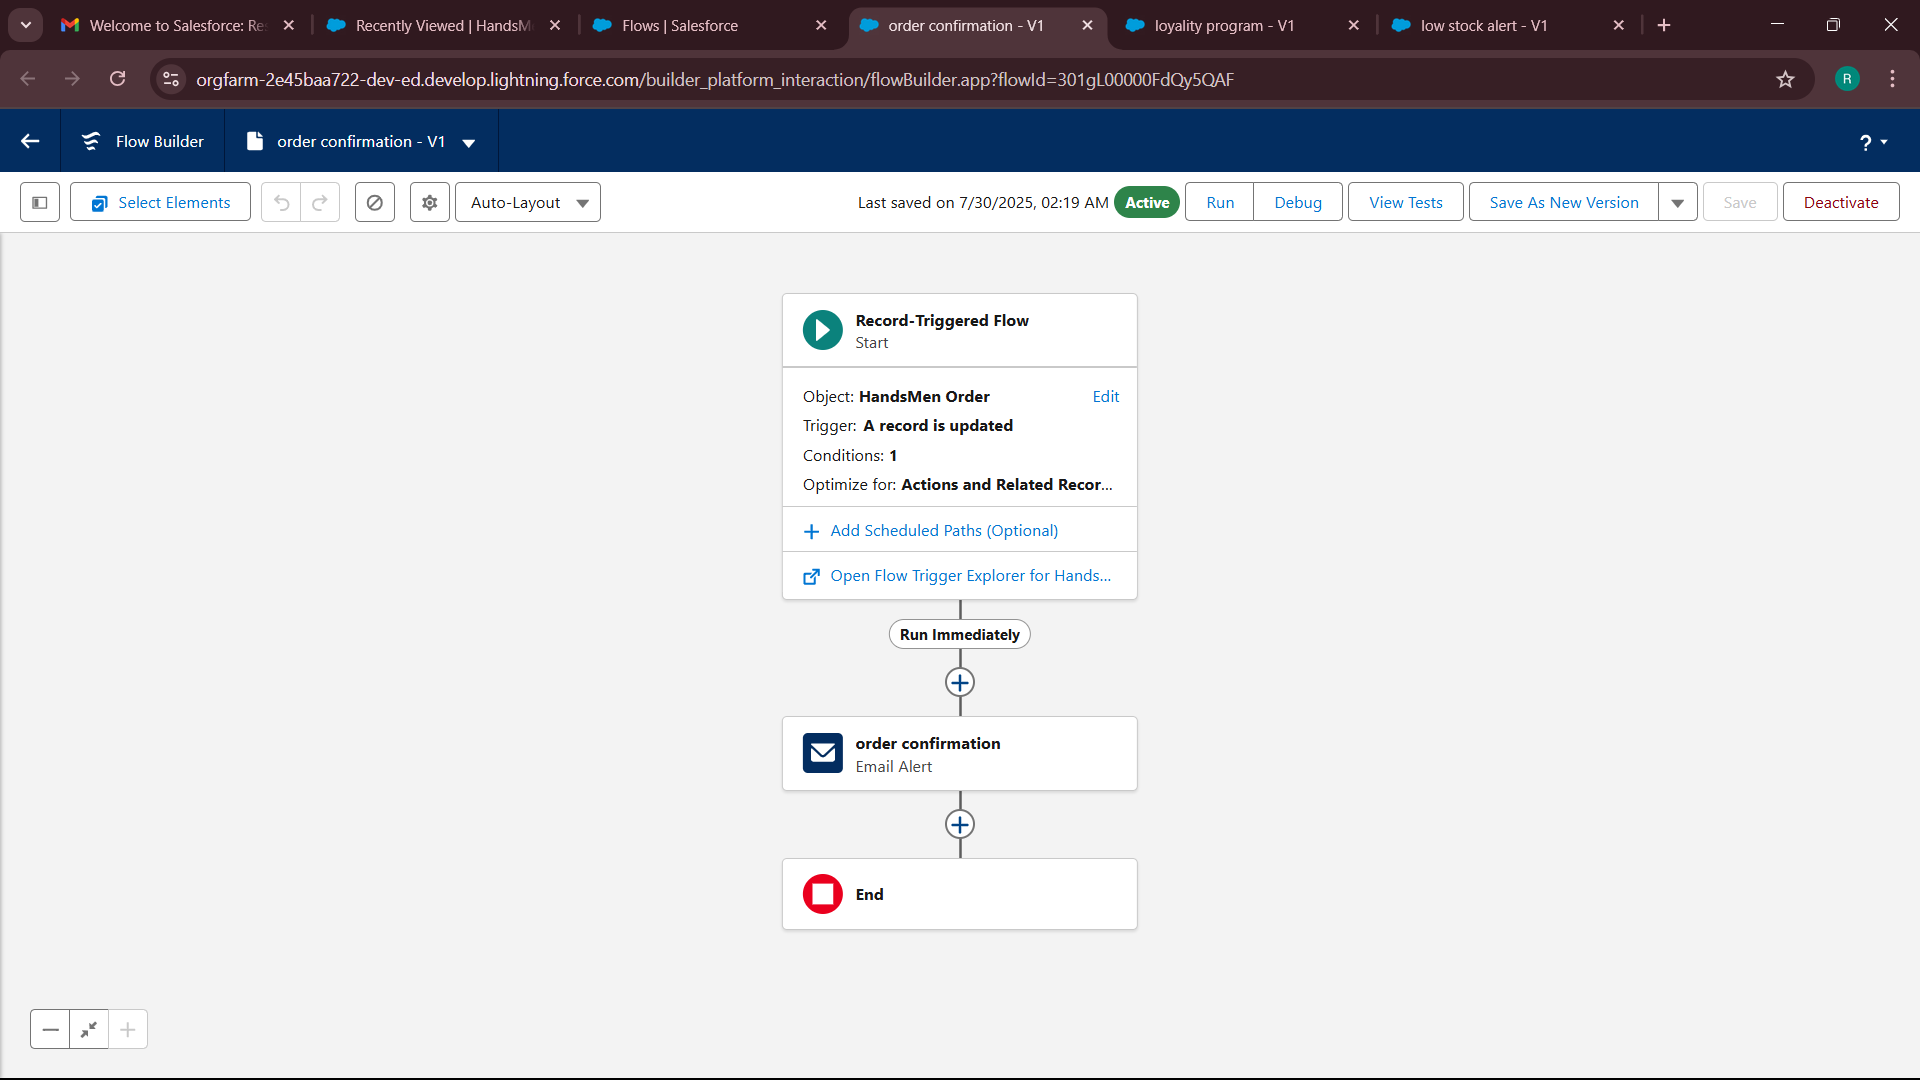 Welcome to Salesforce: Re
Recently Viewed | HandsM
Flows | Salesforce
order confirmation - V1
loyality program - V1
low stock alert - V1
orgfarm-2e45baa722-dev-ed.develop.lightning.force.com/builder_platform_interaction/flowBuilder.app?flowId=301gL00000FdQy5QAF
R
Flow Builder
order confirmation - V1
?
Select Elements
Auto-Layout
Last saved on 7/30/2025, 02:19 AM
Active
Run
Debug
View Tests
Save As New Version
Save
Deactivate
Record-Triggered Flow
Start
Object: HandsMen Order
Edit
Trigger: A record is updated
Conditions: 1
Optimize for: Actions and Related Recor...
Add Scheduled Paths (Optional)
Open Flow Trigger Explorer for Hands...
Run Immediately
order confirmation
Email Alert
End